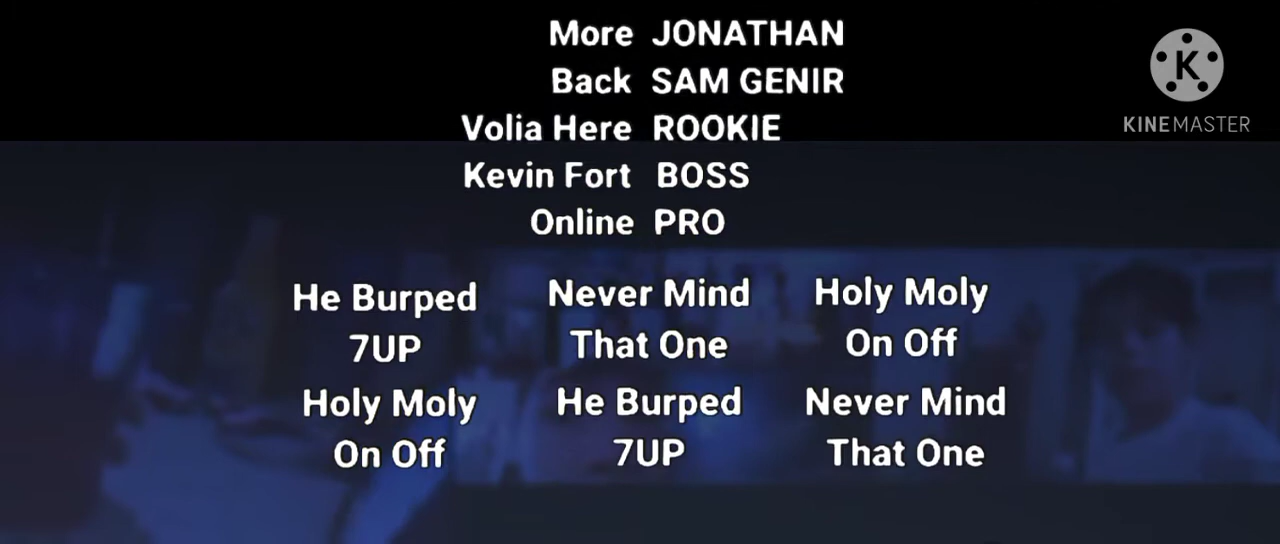 More JONATHAN
Back SAM GENIR
Volia Here ROOKIE
Kevin Fort BOSS
Online PRO
K
KINEMASTER
He Burped Never Mind Holy Moly
7UP That One On Off
Holy Moly He Burped Never Mind
On Off 7UP That One